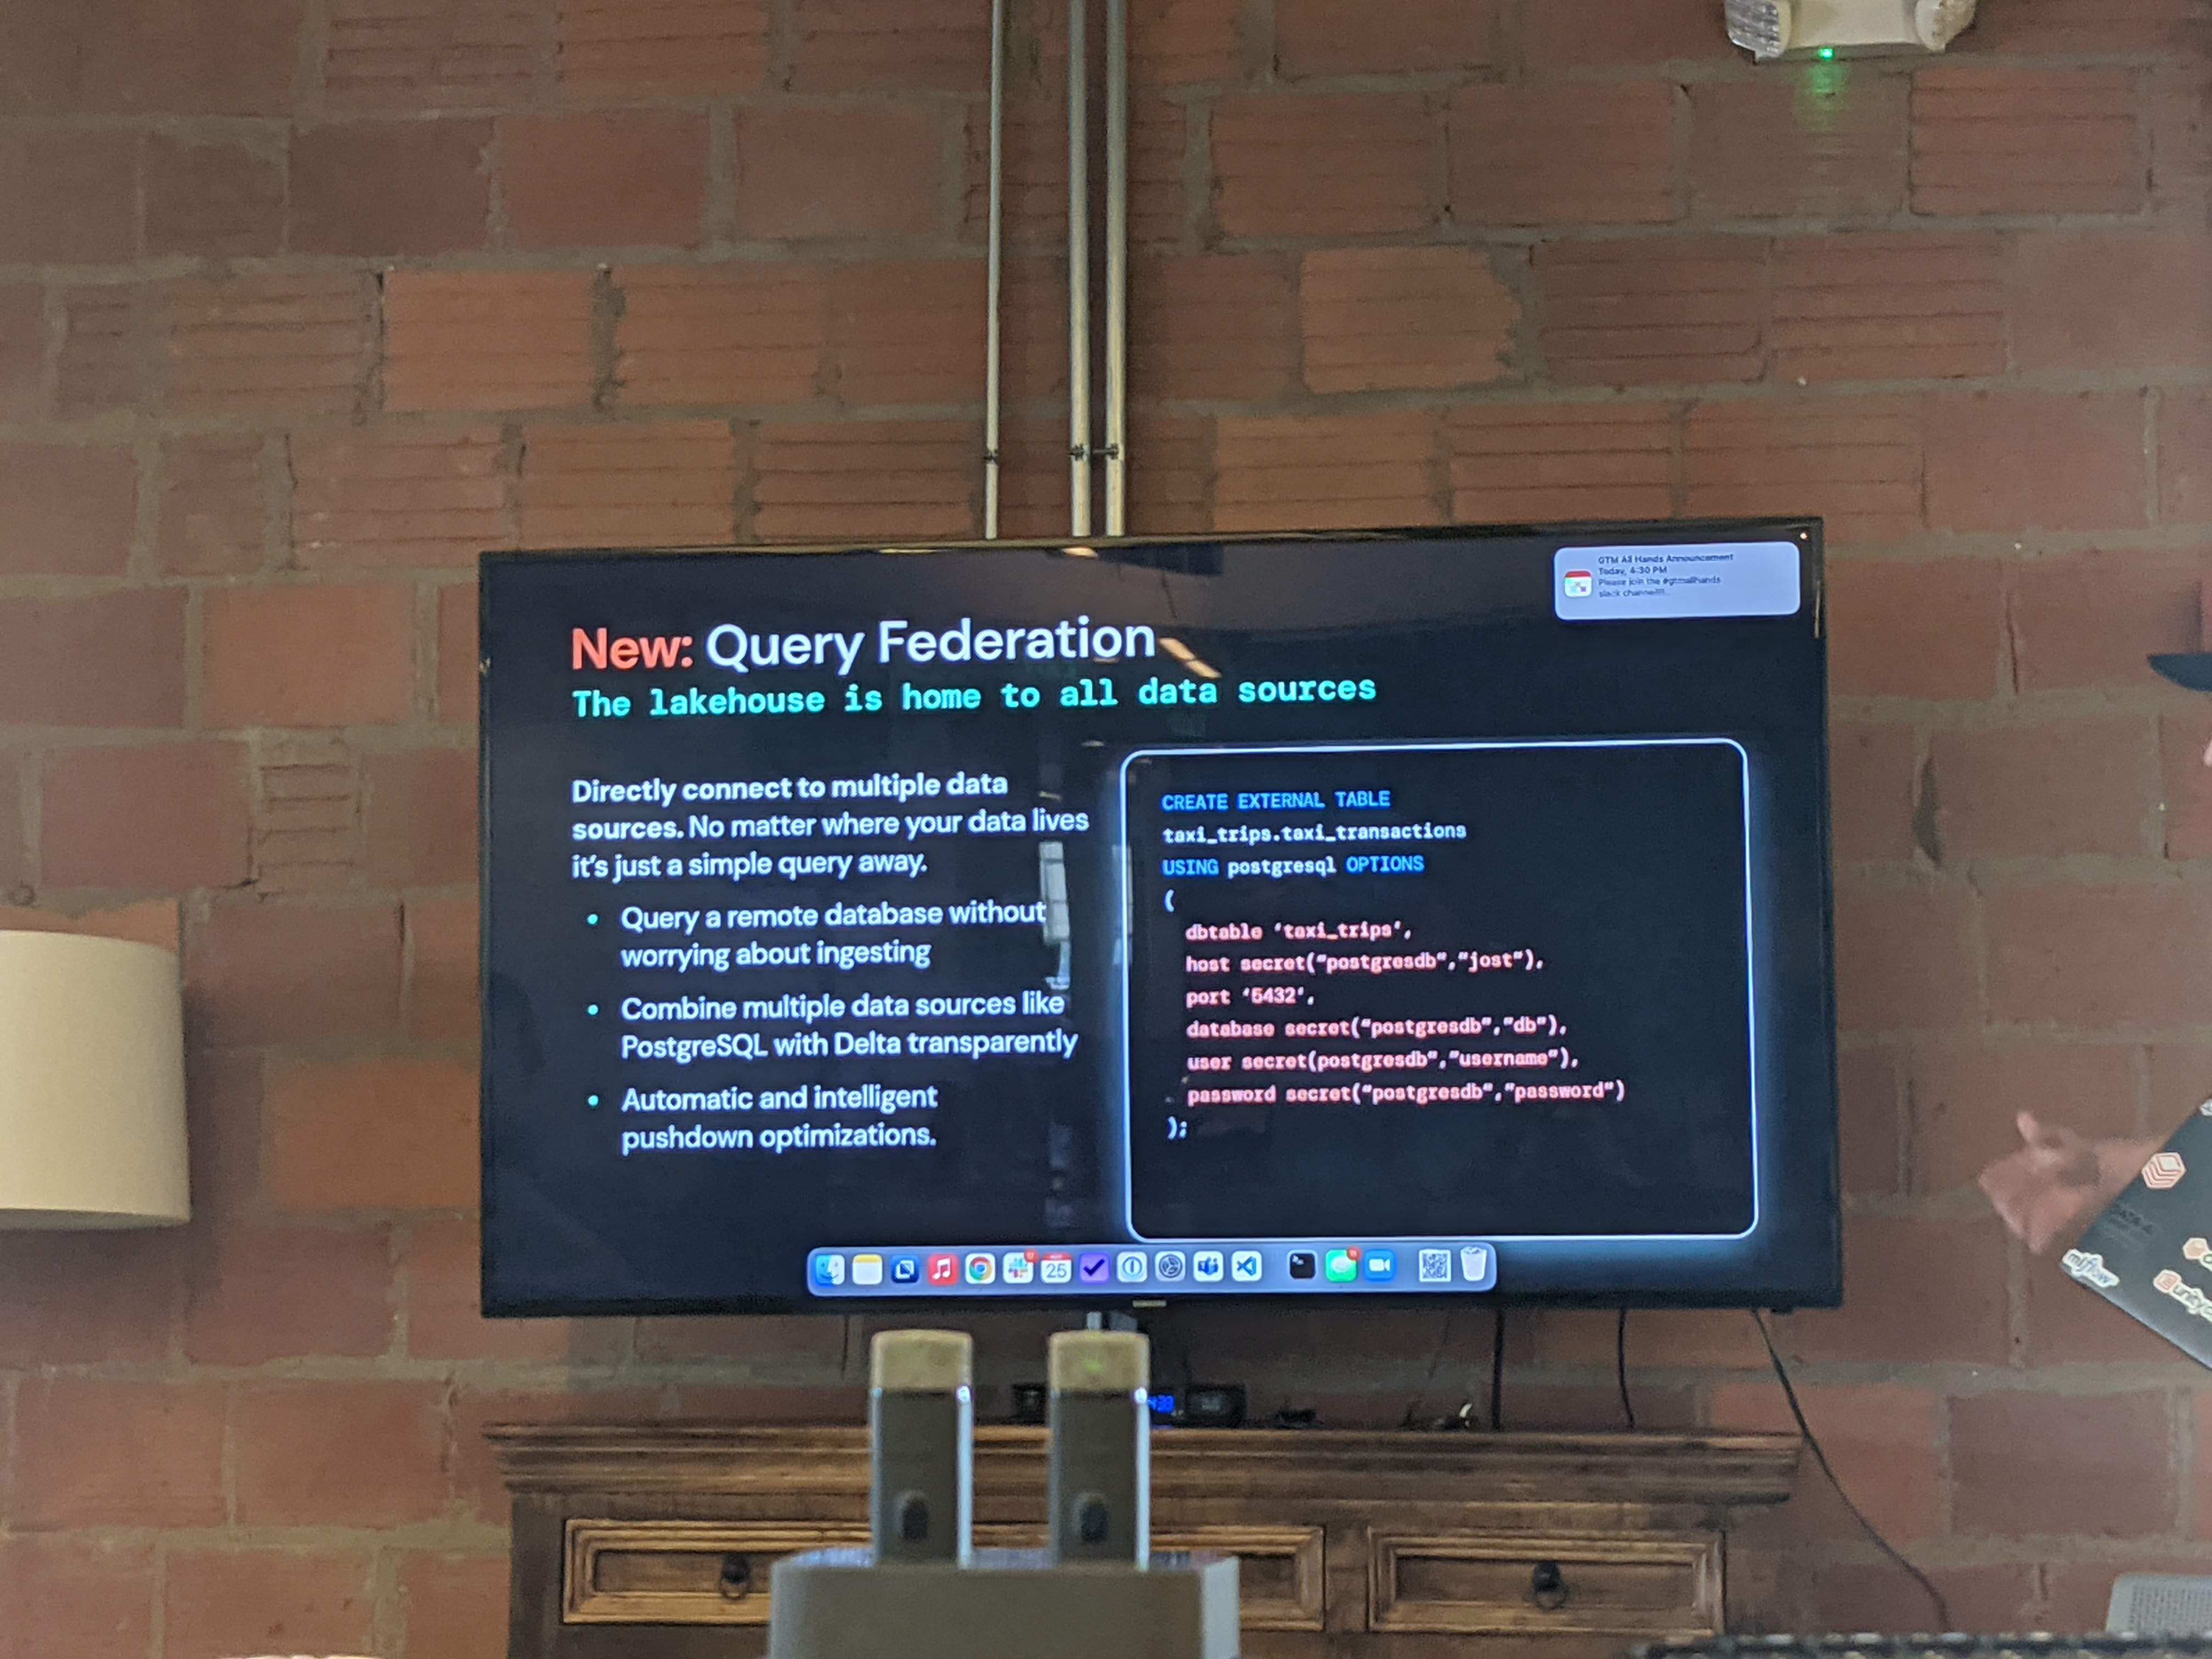 GTM All Hands Announcement
Today, 4:30 PM
Please join the #gtmallhands
slack channel!!!
New: Query Federation
The lakehouse is home to all data sources
Directly connect to multiple data
sources. No matter where your data lives
it's just a simple query away.
• Query a remote database without
worrying about ingesting
• Combine multiple data sources like
PostgreSQL with Delta transparently
• Automatic and intelligent
pushdown optimizations.
CREATE EXTERNAL TABLE
taxi_trips.taxi_transactions
USING postgresql OPTIONS
(
dbtable ‘taxi_trips’,
host secret(“postgresdb”,”jost”),
port ‘5432’,
database secret(“postgresdb”,”db”),
user secret(postgresdb”,”username”),
password secret(“postgresdb”,”password”)
);
25
mlflow